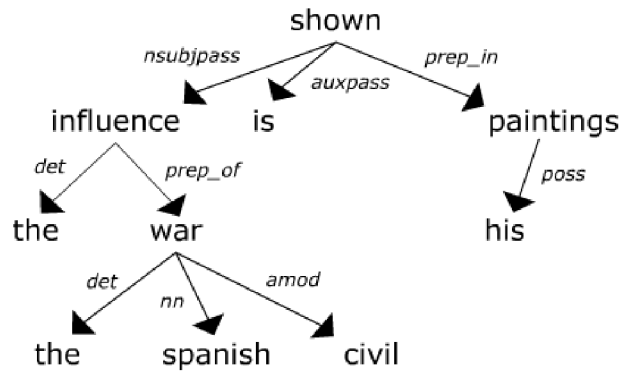 shown
nsubjpass auxpass prep_in
influence is paintings
det prep_of poss
the war his
det nn amod
the spanish civil